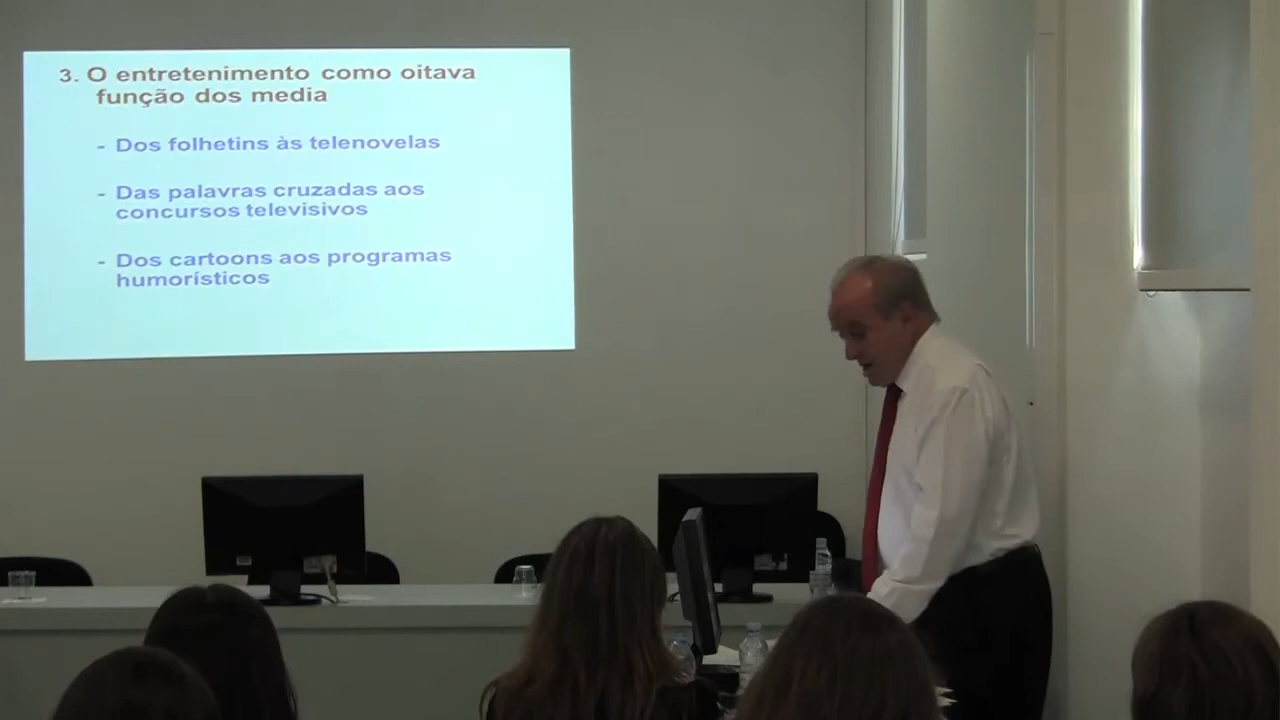 3. O entretenimento como oitava
função dos media
- Dos folhetins às telenovelas
- Das palavras cruzadas aos
concursos televisivos
- Dos cartoons aos programas
humorísticos